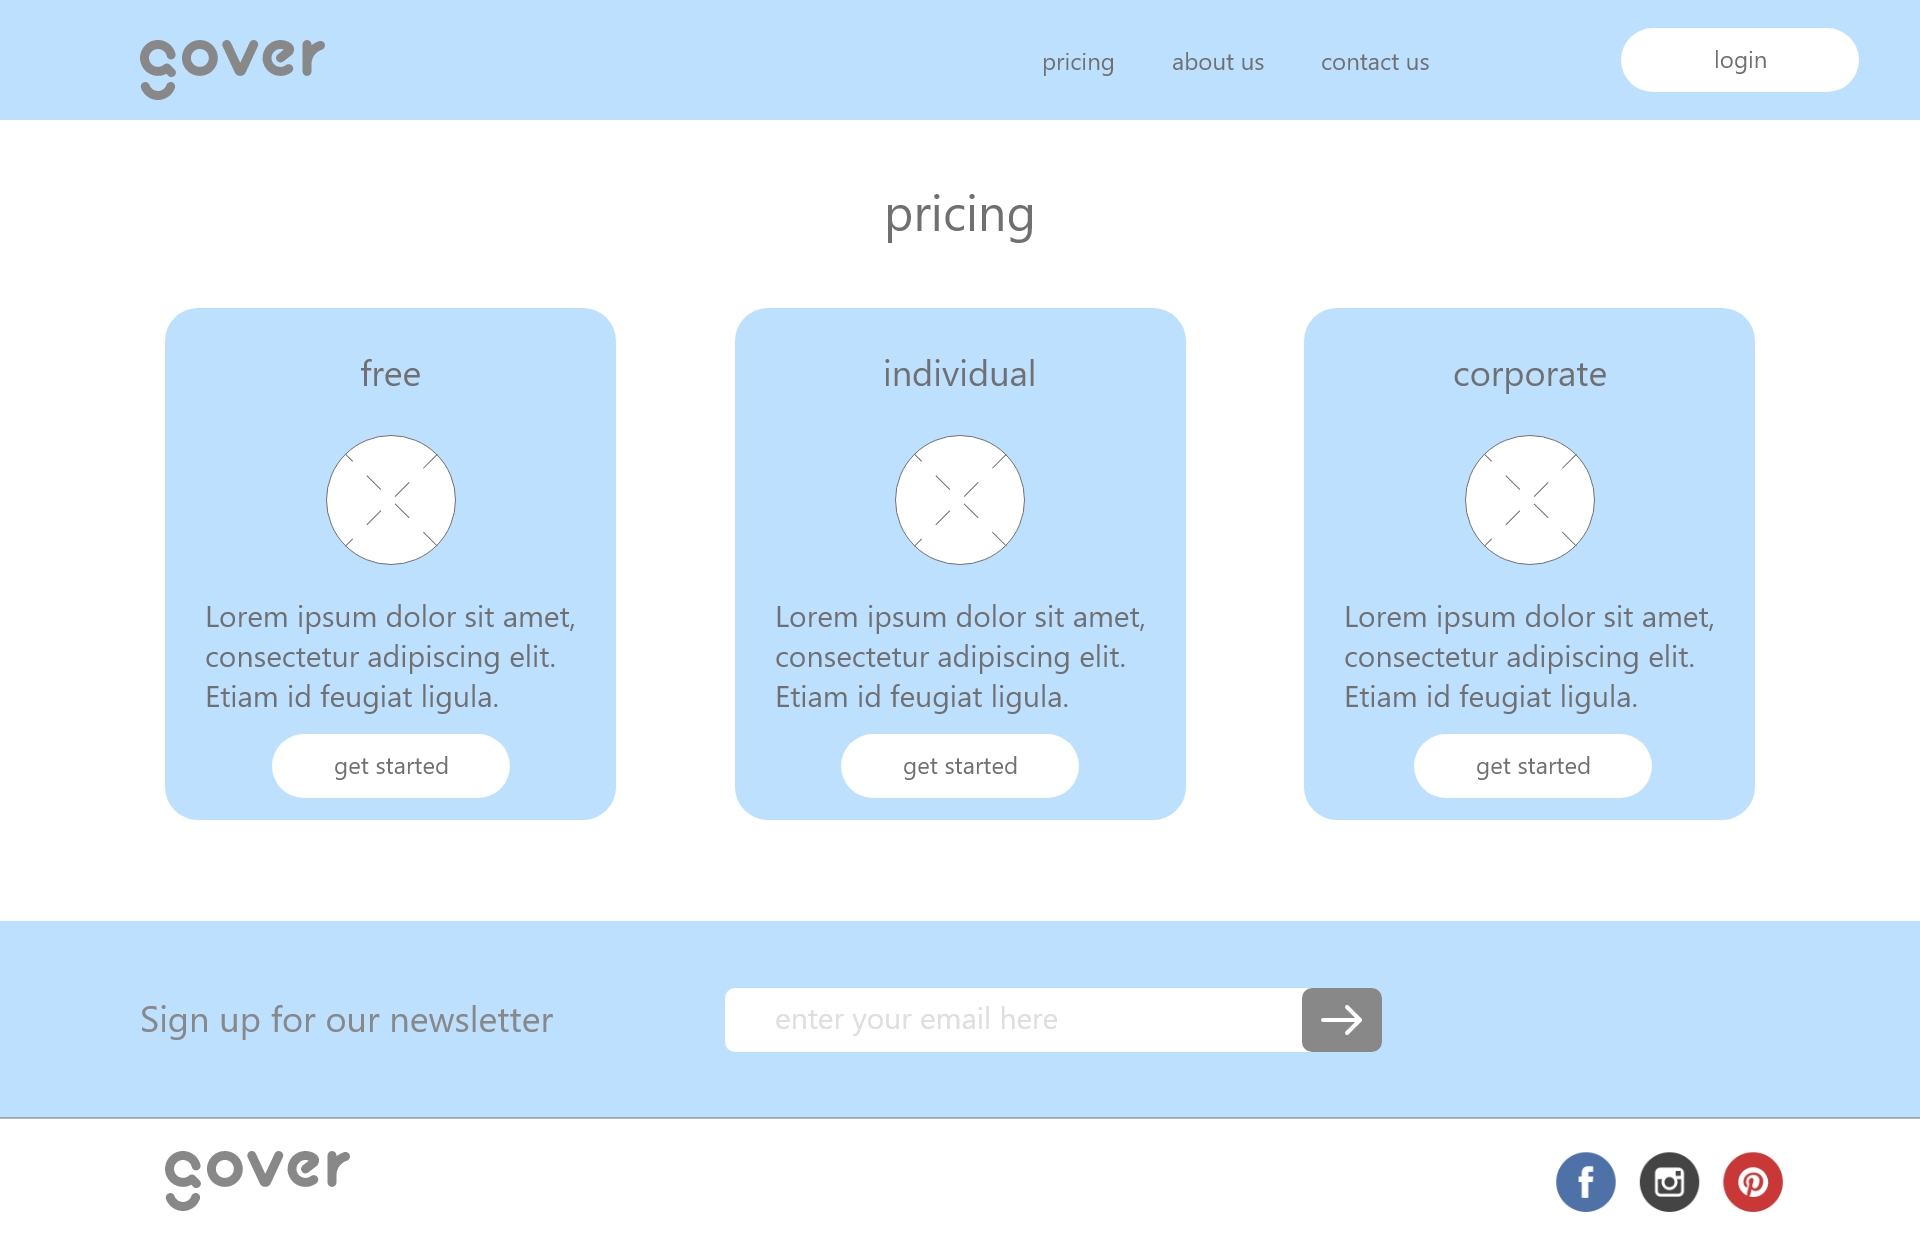 gover
pricing about us contact us login
pricing
free
Lorem ipsum dolor sit amet,
consectetur adipiscing elit.
Etiam id feugiat ligula.
get started
individual
Lorem ipsum dolor sit amet,
consectetur adipiscing elit.
Etiam id feugiat ligula.
get started
corporate
Lorem ipsum dolor sit amet,
consectetur adipiscing elit.
Etiam id feugiat ligula.
get started
Sign up for our newsletter
enter your email here
gover